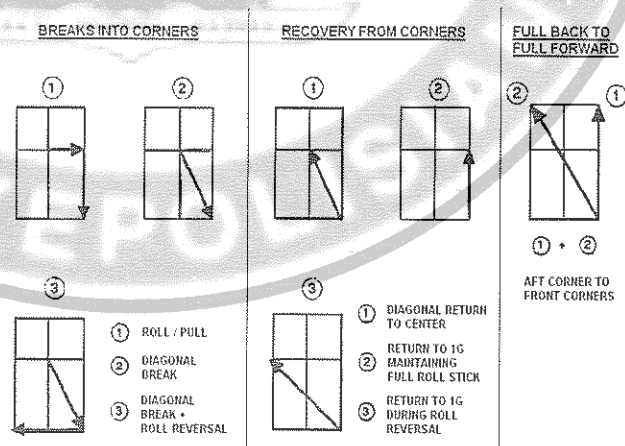 BREAKS INTO CORNERS
1
2
3
1 ROLL / PULL
2 DIAGONAL
BREAK
3 DIAGONAL
BREAK +
ROLL REVERSAL
RECOVERY FROM CORNERS
1
2
3
1 DIAGONAL RETURN
TO CENTER
2 RETURN TO 1G
MAINTAINING
FULL ROLL STICK
3 RETURN TO 1G
DURING ROLL
REVERSAL
FULL BACK TO
FULL FORWARD
2
1
1 + 2
AFT CORNER TO
FRONT CORNERS